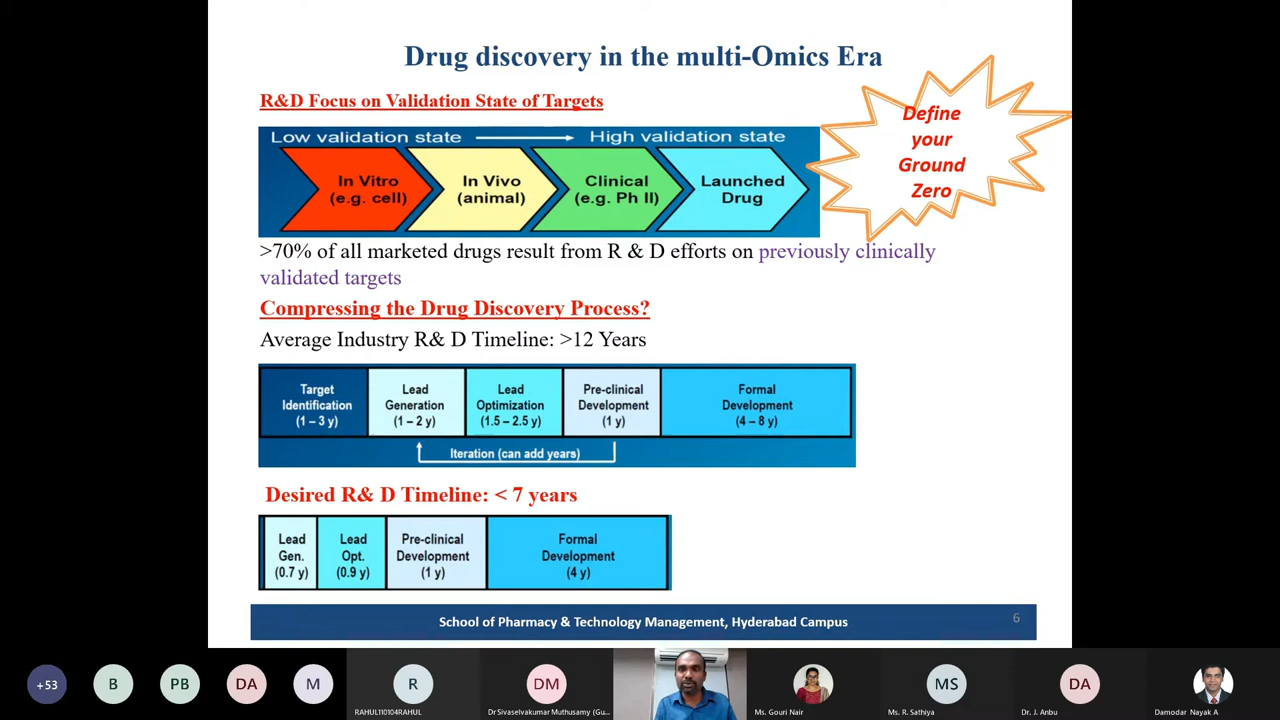 Drug discovery in the multi-Omics Era
R&D Focus on Validation State of Targets
Define
your
Ground
Zero
Low validation state
High validation state
In Vitro
(e.g. cell)
In Vivo
(animal)
Clinical
(e.g. Ph II)
Launched
Drug
>70% of all marketed drugs result from R & D efforts on previously clinically
validated targets
Compressing the Drug Discovery Process?
Average Industry R& D Timeline: >12 Years
Target
Identification
(1 – 3 y)
Lead
Generation
(1 – 2 y)
Lead
Optimization
(1.5 – 2.5 y)
Pre-clinical
Development
(1 y)
Formal
Development
(4 – 8 y)
Iteration (can add years)
Desired R& D Timeline: < 7 years
Lead
Gen.
(0.7 y)
Lead
Opt.
(0.9 y)
Pre-clinical
Development
(1 y)
Formal
Development
(4 y)
School of Pharmacy & Technology Management, Hyderabad Campus
6
+53
B
PB
DA
M
R
RAHUL110104RAHUL
DM
Dr Sivaselvakumar Muthusamy (Gu...
Ms. Gouri Nair
MS
Ms. R. Sathiya
DA
Dr. J. Anbu
Damodar Nayak A